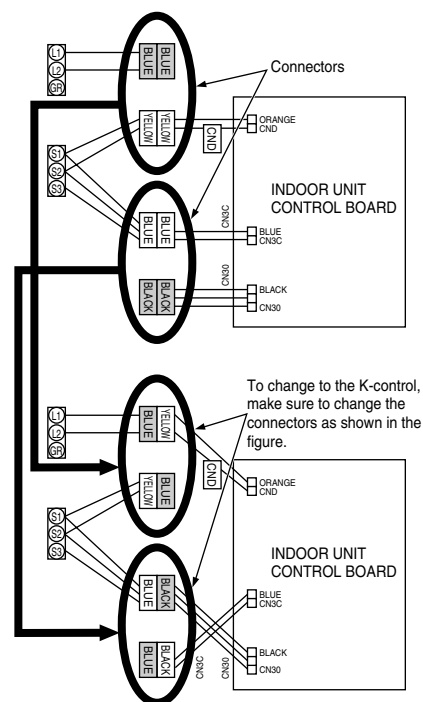 L1
L2
GR
BLUE
BLUE
Connectors
YELLOW
YELLOW
CND
ORANGE
CND
S1
S2
S3
INDOOR UNIT
CONTROL BOARD
BLUE
BLUE
CN3C
BLUE
CN3C
BLACK
BLACK
CN30
BLACK
CN30
To change to the K-control,
make sure to change the
connectors as shown in the
figure.
L1
L2
GR
BLUE
YELLOW
CND
ORANGE
CND
YELLOW
BLUE
S1
S2
S3
INDOOR UNIT
CONTROL BOARD
BLUE
BLACK
BLUE
CN3C
BLUE
BLACK
CN3C
CN30
BLACK
CN30